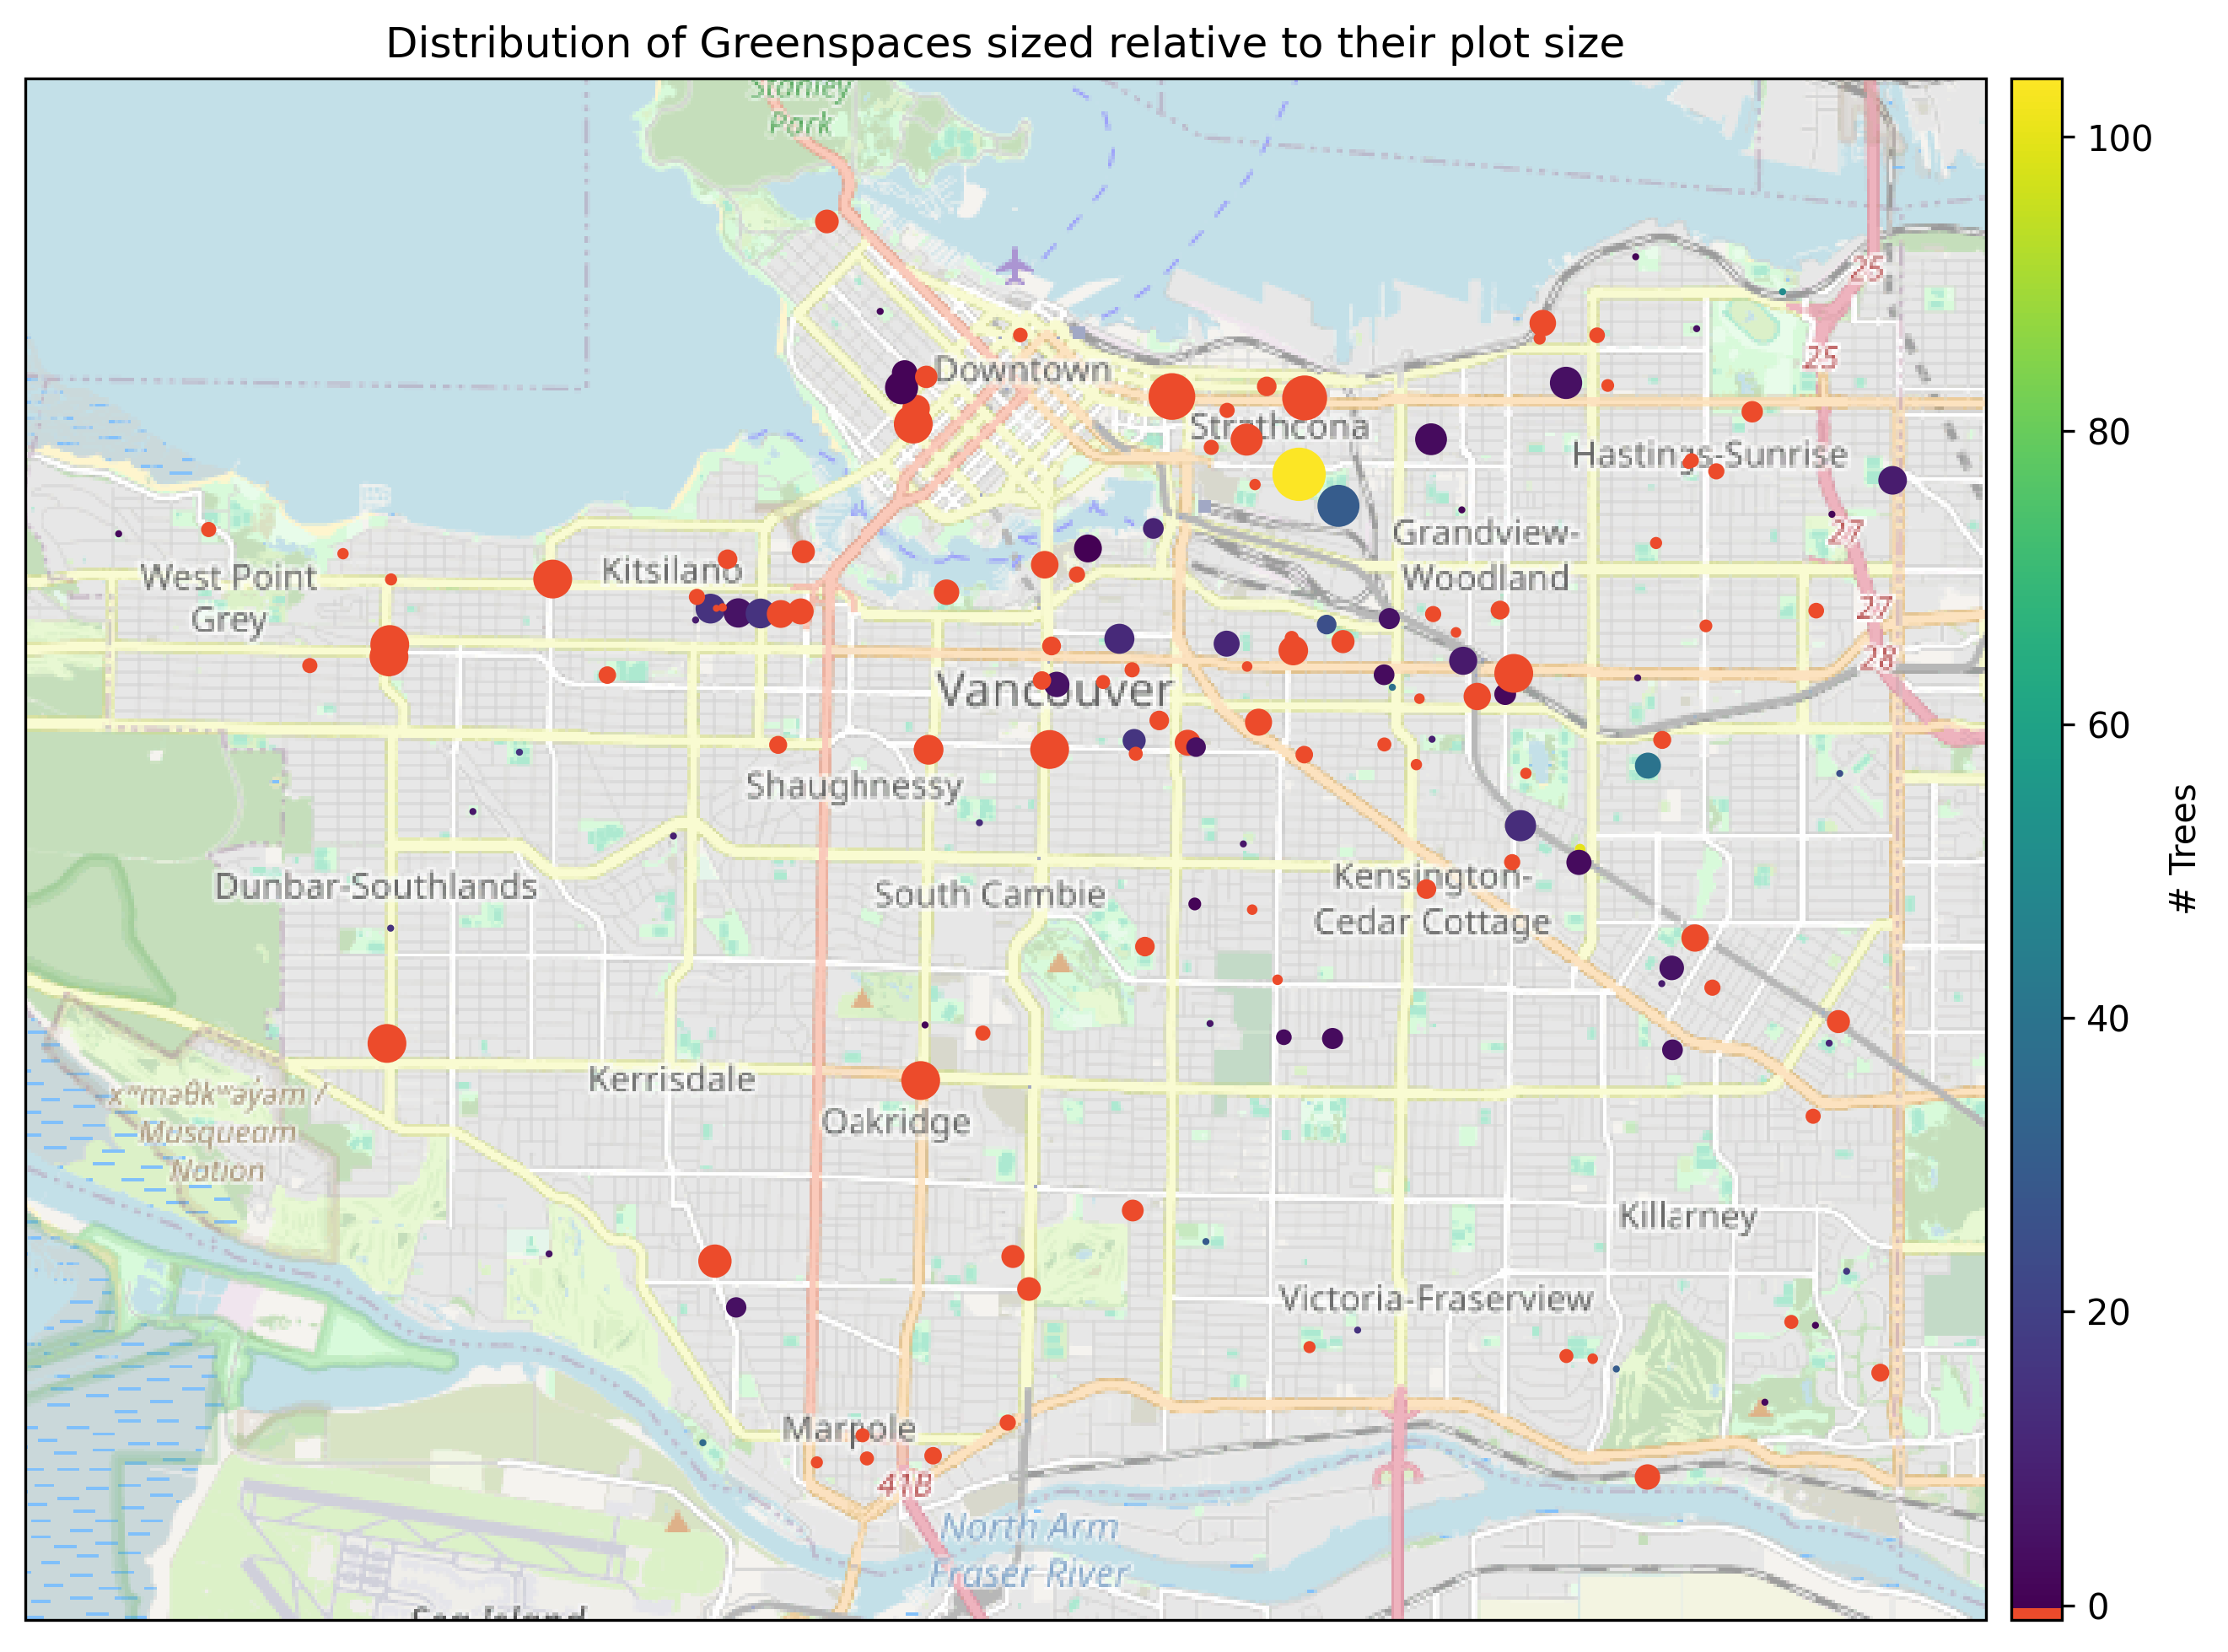 Distribution of Greenspaces sized relative to their plot size
Stanley
Park
25
25
Downtown
Strathcona
Hastings-Sunrise
27
Grandview-
Woodland
West Point
Grey
Kitsilano
27
28
Vancouver
Shaughnessy
Dunbar-Southlands
South Cambie
Kensington-
Cedar Cottage
Kerrisdale
xʷməθkʷəy̓əm /
Musqueam
Nation
Oakridge
Killarney
Victoria-Fraserview
Marpole
41B
North Arm
Fraser River
100
80
60
40
20
0
# Trees